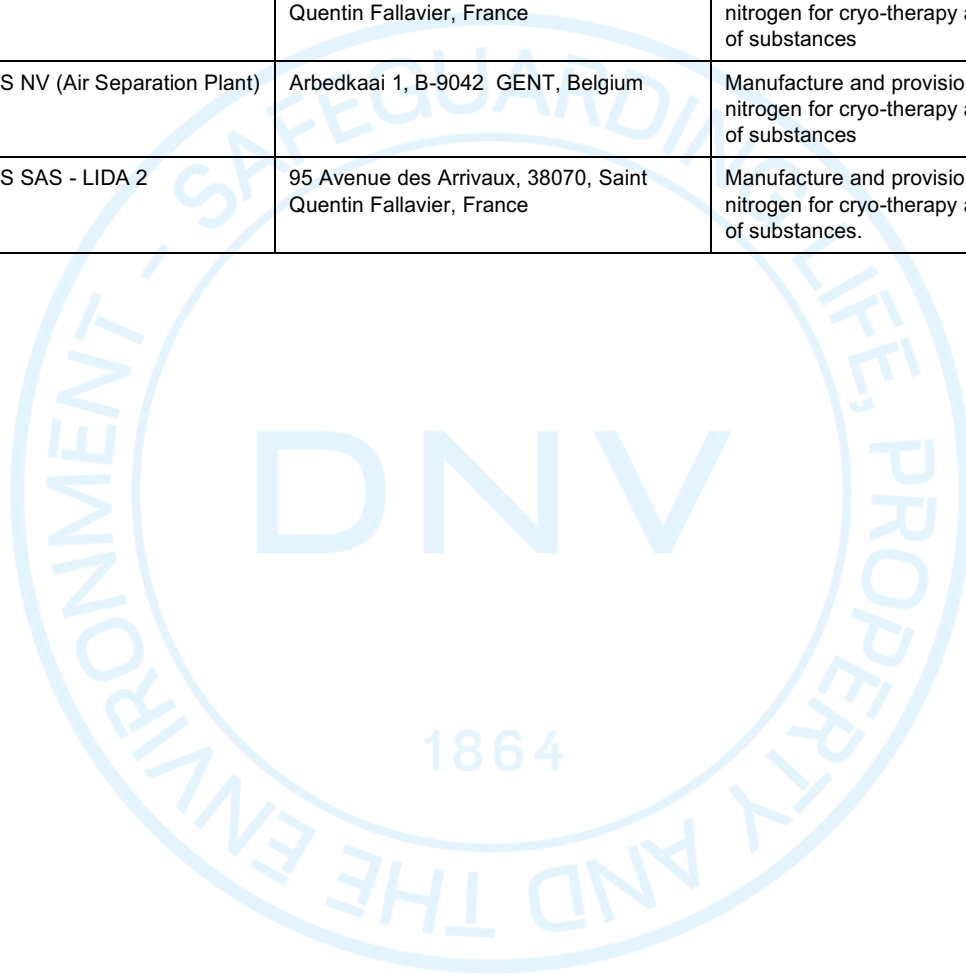 Quentin Fallavier, France
nitrogen for cryo-therapy
of substances
S NV (Air Separation Plant)
Arbedkaai 1, B-9042 GENT, Belgium
Manufacture and
nitrogen for cryo-therapy
of substances
S SAS - LIDA 2
95 Avenue des Arrivaux, 38070, Saint
Quentin Fallavier, France
Manufacture and
nitrogen for cryo-therapy
of substances.
SAFEGUARDING LIFE, PROPERTY AND THE ENVIRONMENT -
DNV
1864